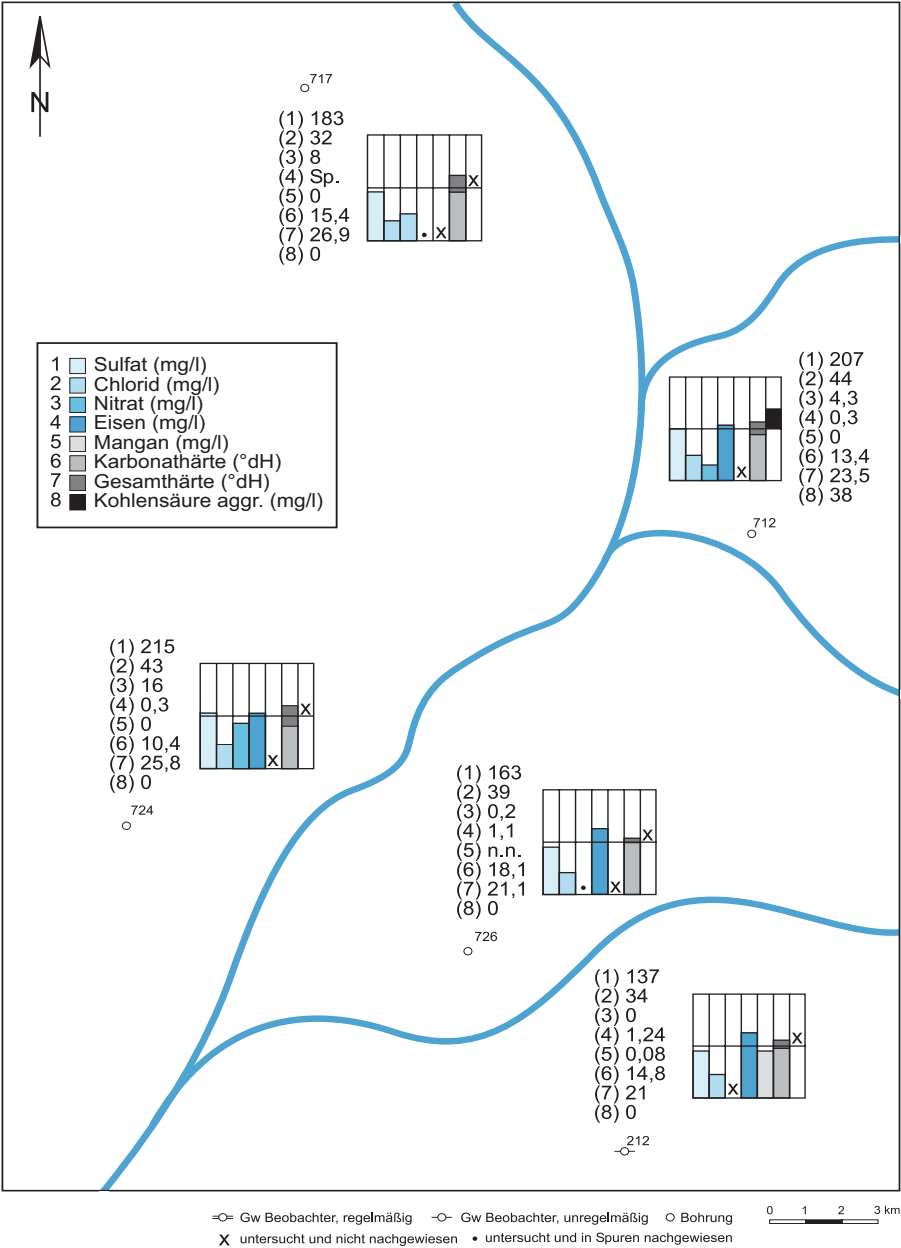 N
717
(1) 183
(2) 32
(3) 8
(4) Sp.
(5) 0
(6) 15,4
(7) 26,9
(8) 0
x
x
1 Sulfat (mg/l)
2 Chlorid (mg/l)
3 Nitrat (mg/l)
4 Eisen (mg/l)
5 Mangan (mg/l)
6 Karbonathärte (°dH)
7 Gesamthärte (°dH)
8 Kohlensäure aggr. (mg/l)
(1) 207
(2) 44
(3) 4,3
(4) 0,3
(5) 0
(6) 13,4
(7) 23,5
(8) 38
x
712
(1) 215
(2) 43
(3) 16
(4) 0,3
(5) 0
(6) 10,4
(7) 25,8
(8) 0
x
x
724
(1) 163
(2) 39
(3) 0,2
(4) 1,1
(5) n.n.
(6) 18,1
(7) 21,1
(8) 0
x
x
726
(1) 137
(2) 34
(3) 0
(4) 1,24
(5) 0,08
(6) 14,8
(7) 21
(8) 0
x
x
212
Gw Beobachter, regelmäßig Gw Beobachter, unregelmäßig Bohrung
x untersucht und nicht nachgewiesen • untersucht und in Spuren nachgewiesen
0 1 2 3 km